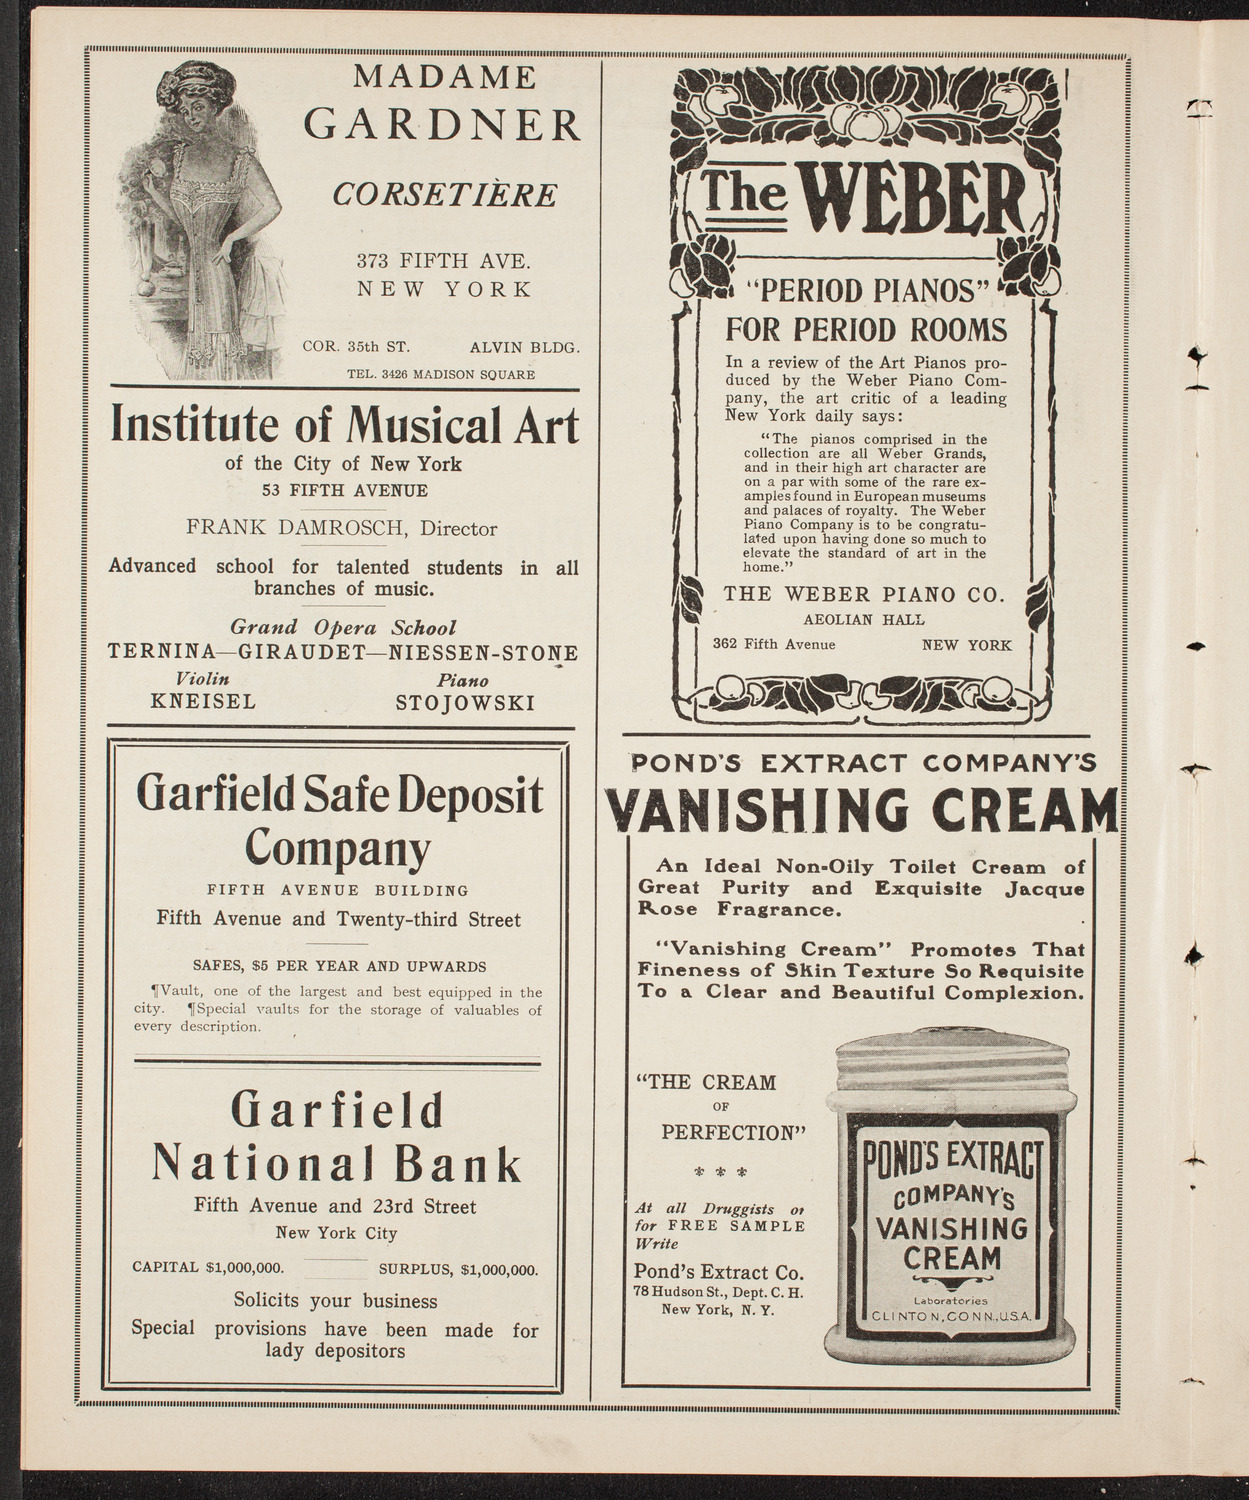 MADAME
GARDNER
CORSETIÈRE
373 FIFTH AVE.
NEW YORK
COR. 35th ST. ALVIN BLDG.
TEL. 3426 MADISON SQUARE
Institute of Musical Art
of the City of New York
53 FIFTH AVENUE
FRANK DAMROSCH, Director
Advanced school for talented students in all
branches of music.
Grand Opera School
TERNINA—GIRAUDET—NIESSEN-STONE
Violin Piano
KNEISEL STOJOWSKI
Garfield Safe Deposit
Company
FIFTH AVENUE BUILDING
Fifth Avenue and Twenty-third Street
SAFES, $5 PER YEAR AND UPWARDS
¶Vault, one of the largest and best equipped in the
city. ¶Special vaults for the storage of valuables of
every description.
Garfield
National Bank
Fifth Avenue and 23rd Street
New York City
CAPITAL $1,000,000. SURPLUS, $1,000,000.
Solicits your business
Special provisions have been made for
lady depositors
The WEBER
"PERIOD PIANOS"
FOR PERIOD ROOMS
In a review of the Art Pianos pro-
duced by the Weber Piano Com-
pany, the art critic of a leading
New York daily says:
"The pianos comprised in the
collection are all Weber Grands,
and in their high art character are
on a par with some of the rare ex-
amples found in European museums
and palaces of royalty. The Weber
Piano Company is to be congratu-
lated upon having done so much to
elevate the standard of art in the
home."
THE WEBER PIANO CO.
AEOLIAN HALL
362 Fifth Avenue NEW YORK
POND'S EXTRACT COMPANY'S
VANISHING CREAM
An Ideal Non-Oily Toilet Cream of
Great Purity and Exquisite Jacque
Rose Fragrance.
"Vanishing Cream" Promotes That
Fineness of Skin Texture So Requisite
To a Clear and Beautiful Complexion.
"THE CREAM
OF
PERFECTION"
* * *
At all Druggists or
for FREE SAMPLE
Write
Pond's Extract Co.
78 Hudson St., Dept. C. H.
New York, N. Y.
POND'S EXTRACT
COMPANY'S
VANISHING
CREAM
Laboratories
CLINTON, CONN., U.S.A.